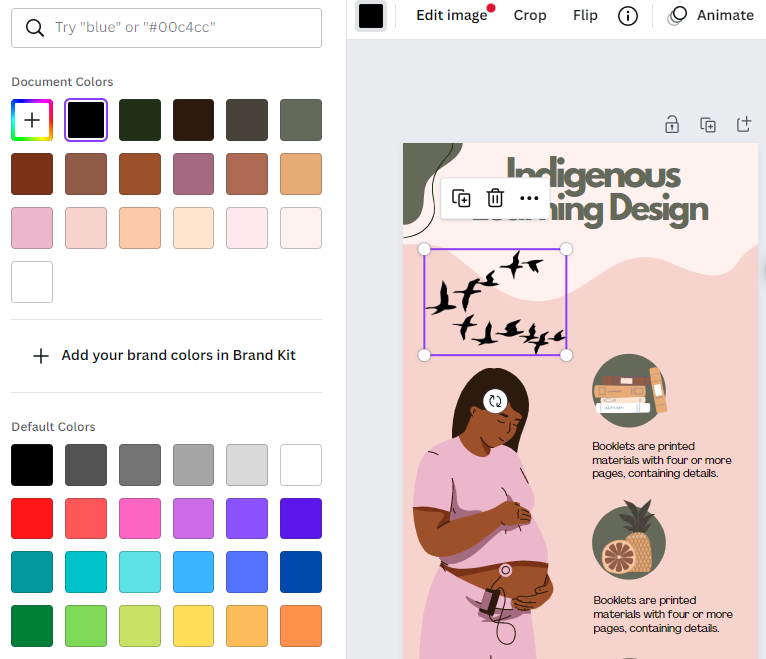 Try "blue" or "#00c4cc"
Edit image
Crop
Flip
Animate
Document Colors
Add your brand colors in Brand Kit
Default Colors
Indigenous
Design
Booklets are printed
materials with four or more
pages, containing details.
Booklets are printed
materials with four or more
pages, containing details.